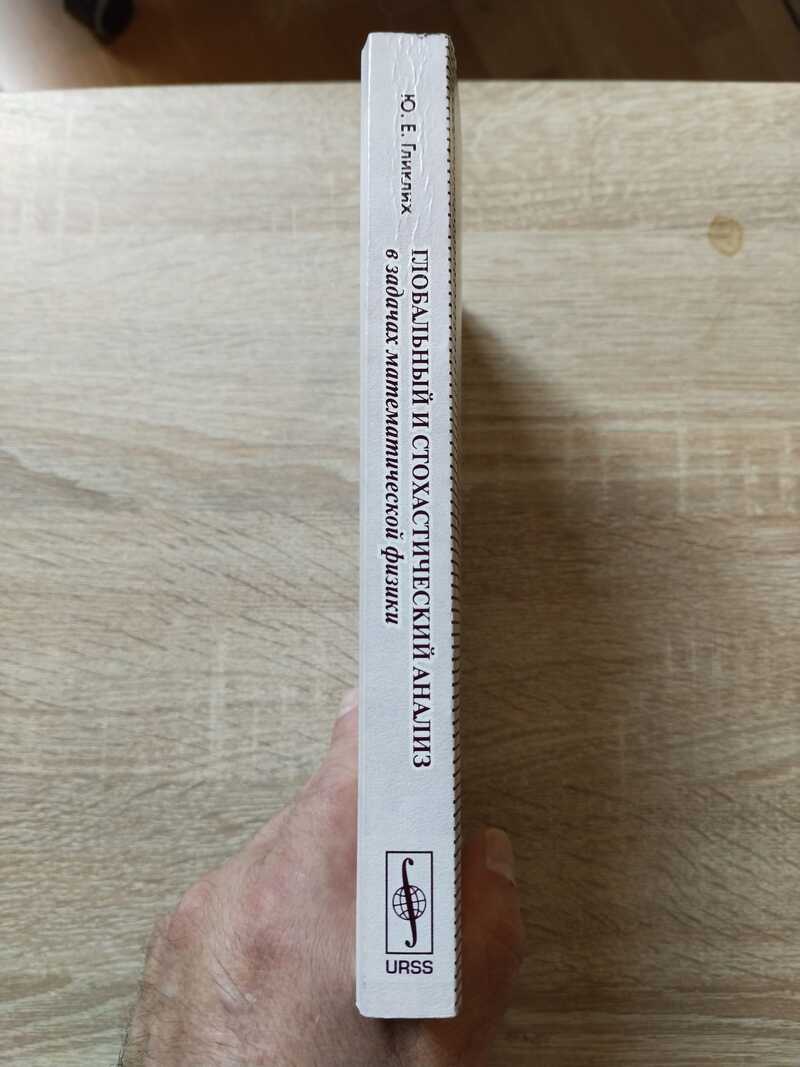 Ю. Е. Гликлих
ГЛОБАЛЬНЫЙ И СТОХАСТИЧЕСКИЙ АНАЛИЗ
в задачах математической физики
URSS